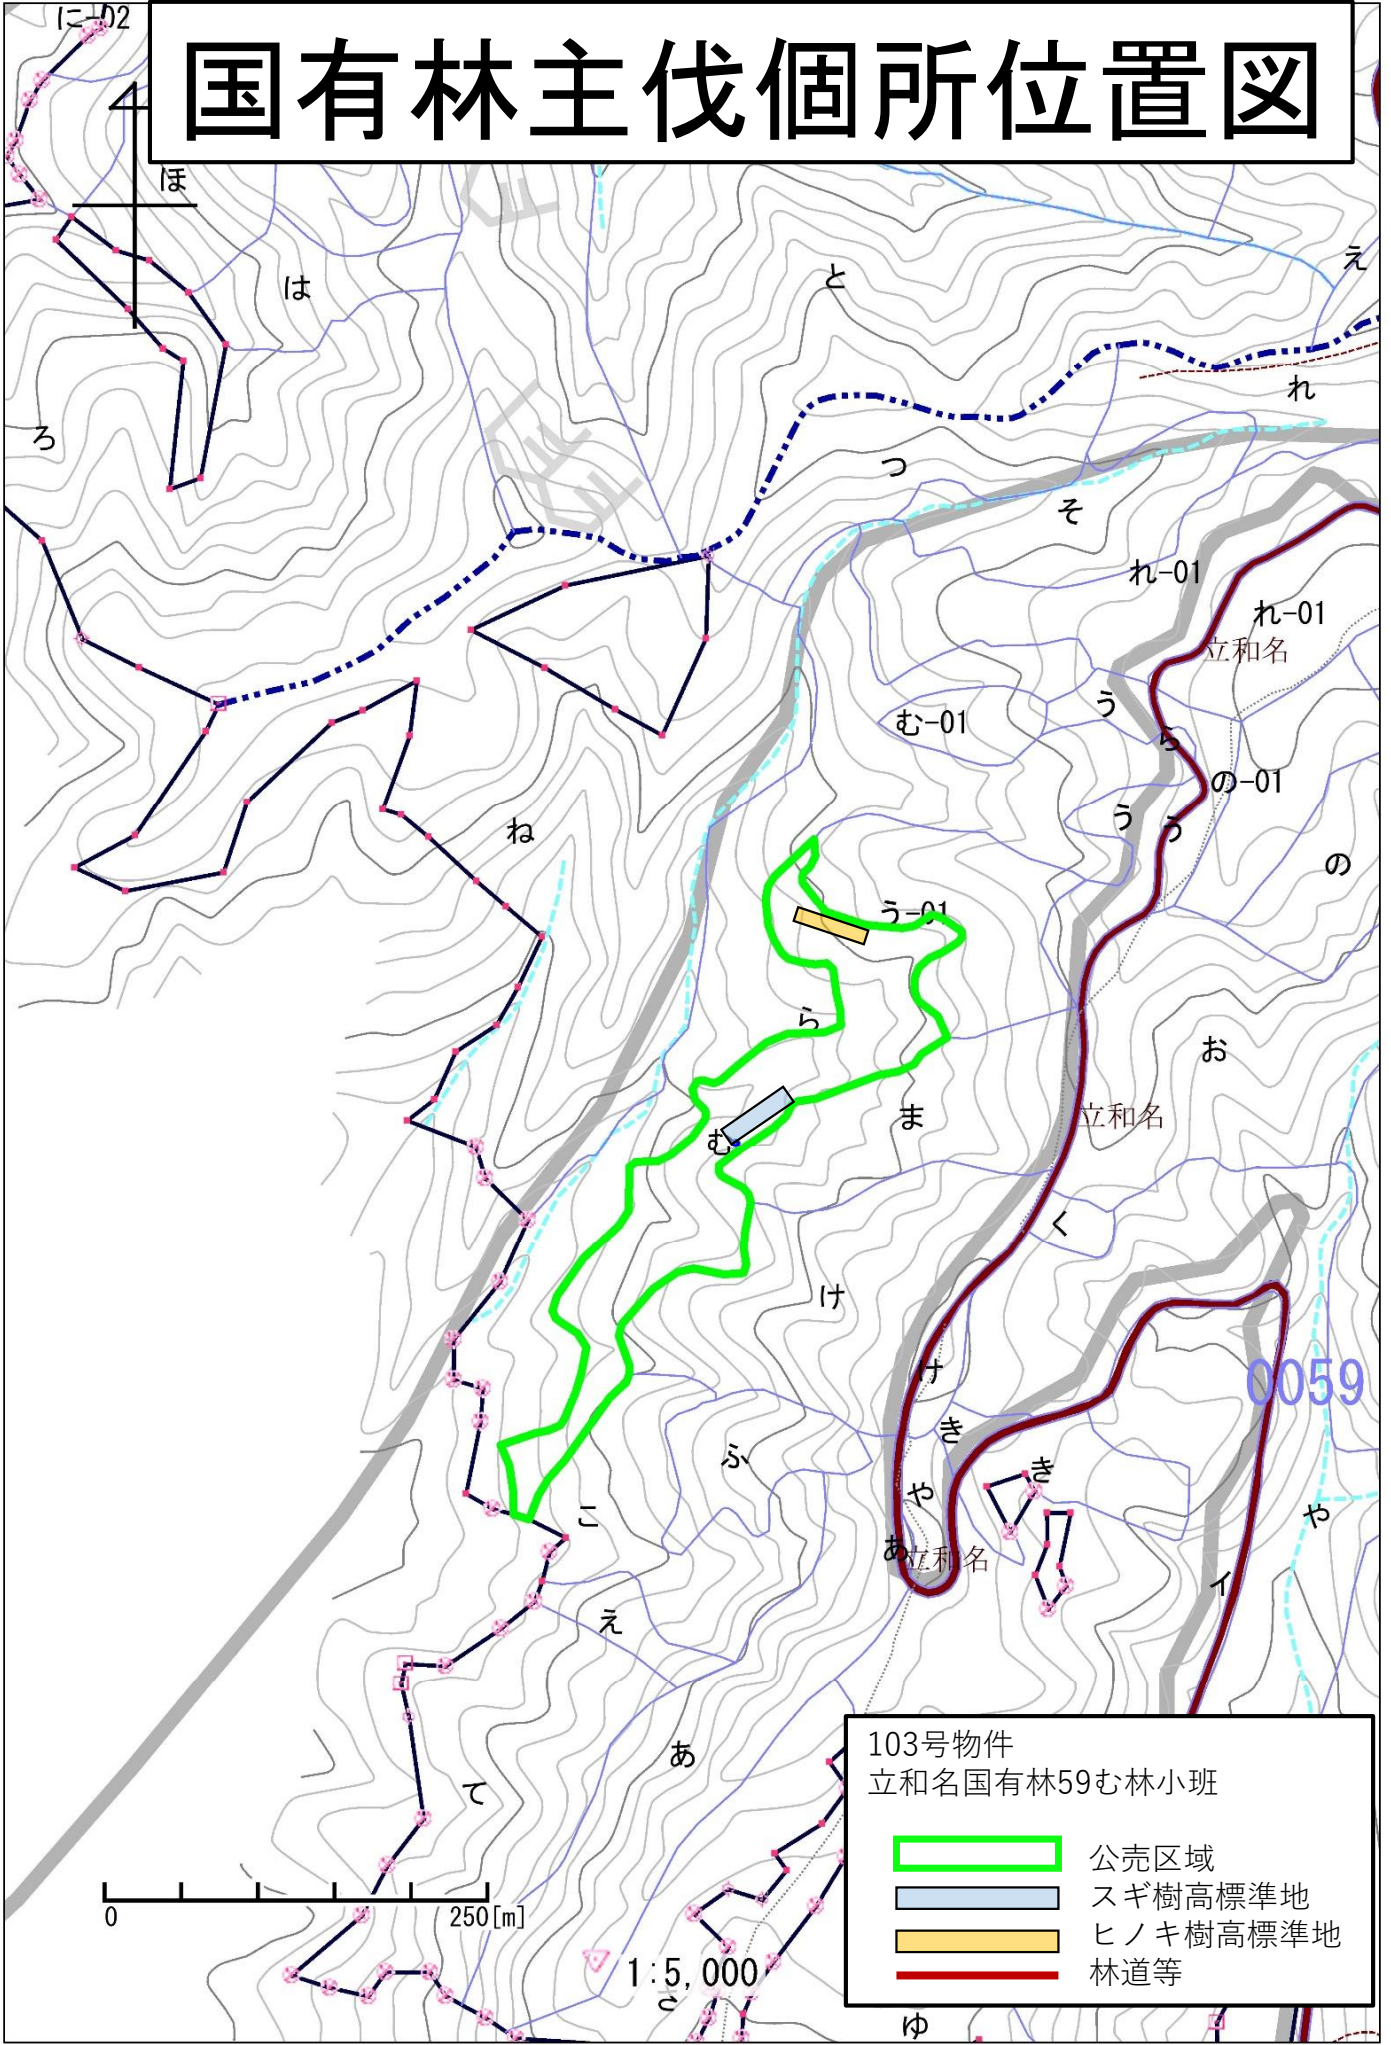 に-02
国有林主伐個所位置図
ほ
は
と
え
れ
ろ
つ
そ
れ-01
れ-01
立和名
う
む-01
ら
の-01
う
う
ね
の
う-01
ら
お
ま
立和名
む
く
け
け
0059
き
ふ
き
や
こ
や
あ
立和名
イ
え
あ
て
103号物件
立和名国有林59む林小班
公売区域
スギ樹高標準地
ヒノキ樹高標準地
林道等
0 250[m]
1:5,000
さ
ゆ